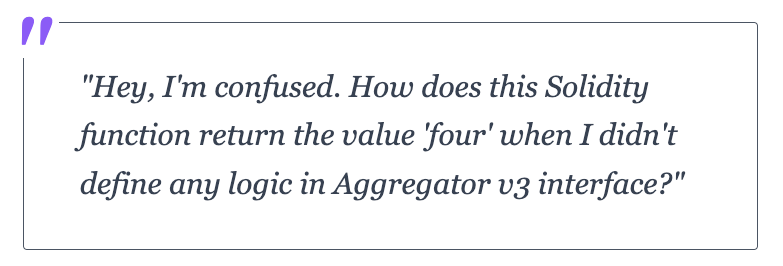 "Hey, I'm confused. How does this Solidity
function return the value 'four' when I didn't
define any logic in Aggregator v3 interface?"